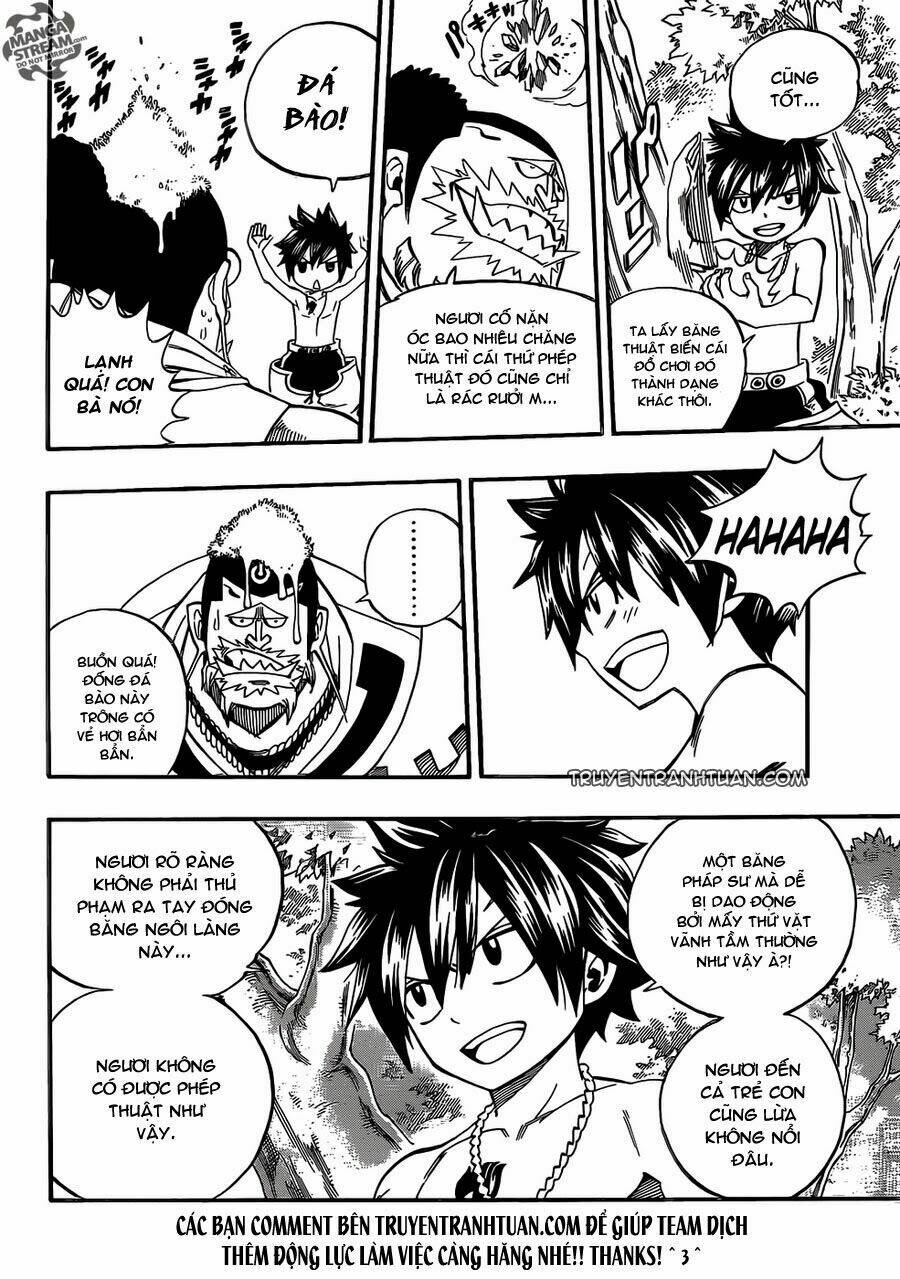 MANGA
STREAM.com
DO NOT MIRROR
CŨNG
TỐT...
TA LẤY BĂNG
THUẬT BIẾN CÁI
ĐỒ CHƠI ĐÓ
THÀNH DẠNG
KHÁC THÔI.
NGƯƠI CỐ NẶN
ÓC BAO NHIÊU CHĂNG
NỮA THÌ CÁI THỨ PHÉP
THUẬT ĐÓ CŨNG CHỈ
LÀ RÁC RƯỞI M...
ĐÁ
BÀO!
LẠNH
QUÁ! CON
BÀ NÓ!
HAHAHA
.........
BUỒN QUÁ!
ĐỐNG ĐÁ
BÀO NÀY
TRÔNG CÓ
VẺ HƠI BẨN
BẨN.
TRUYENTRANHTUAN.COM
MỘT BĂNG
PHÁP SƯ MÀ DỄ
BỊ DAO ĐỘNG
BỞI MẤY THỨ VẶT
VÃNH TẦM THƯỜNG
NHƯ VẬY À?!
NGƯƠI ĐẾN
CẢ TRẺ CON
CŨNG LỪA
KHÔNG NỔI
ĐÂU.
NGƯƠI RÕ RÀNG
KHÔNG PHẢI THỦ
PHẠM RA TAY ĐÓNG
BĂNG NGÔI LÀNG
NÀY...
NGƯƠI KHÔNG
CÓ ĐƯỢC PHÉP
THUẬT NHƯ
VẬY.
CÁC BẠN COMMENT BÊN TRUYENTRANHTUAN.COM ĐỂ GIÚP TEAM DỊCH
THÊM ĐỘNG LỰC LÀM VIỆC CÀNG HĂNG NHÉ!! THANKS! ^3^